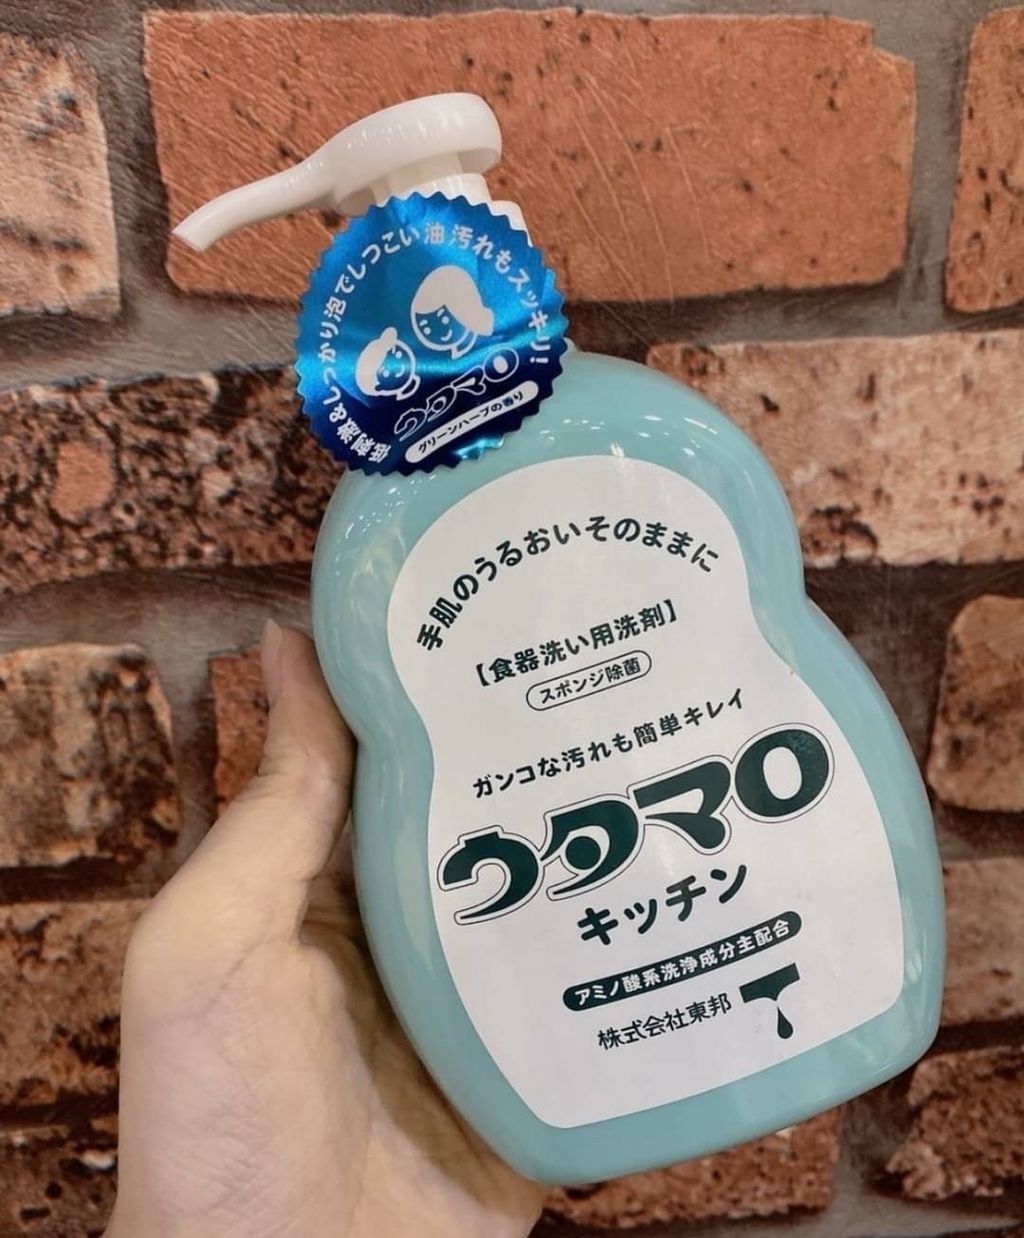 低刺激&しっかり泡でしつこい油汚れもスッキリ!
ウタマロ
グリーンハーブの香り
手肌のうるおいそのままに
【食器洗い用洗剤】
スポンジ除菌
ガンコな汚れも簡単キレイ
ウタマロ
キッチン
アミノ酸系洗浄成分主配合
株式会社東邦